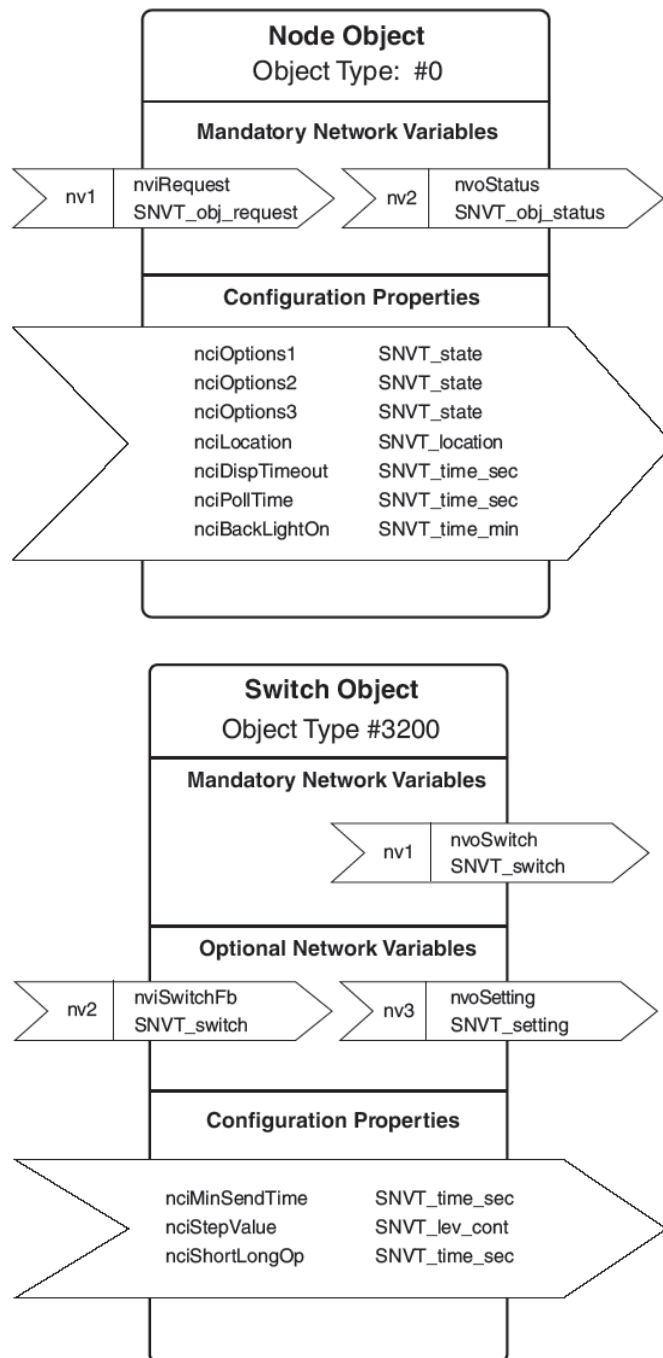 Node Object
Object Type: #0
Mandatory Network Variables
nv1 nviRequest SNVT_obj_request
nv2 nvoStatus SNVT_obj_status
Configuration Properties
nciOptions1 SNVT_state
nciOptions2 SNVT_state
nciOptions3 SNVT_state
nciLocation SNVT_location
nciDispTimeout SNVT_time_sec
nciPollTime SNVT_time_sec
nciBackLightOn SNVT_time_min
Switch Object
Object Type #3200
Mandatory Network Variables
nv1 nvoSwitch SNVT_switch
Optional Network Variables
nv2 nviSwitchFb SNVT_switch
nv3 nvoSetting SNVT_setting
Configuration Properties
nciMinSendTime SNVT_time_sec
nciStepValue SNVT_lev_cont
nciShortLongOp SNVT_time_sec